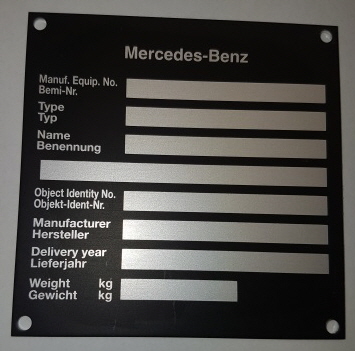 Mercedes-Benz
Manuf. Equip. No.
Bemi-Nr.
Type
Typ
Name
Benennung
Object Identity No.
Objekt-Ident-Nr.
Manufacturer
Hersteller
Delivery year
Lieferjahr
Weight kg
Gewicht kg